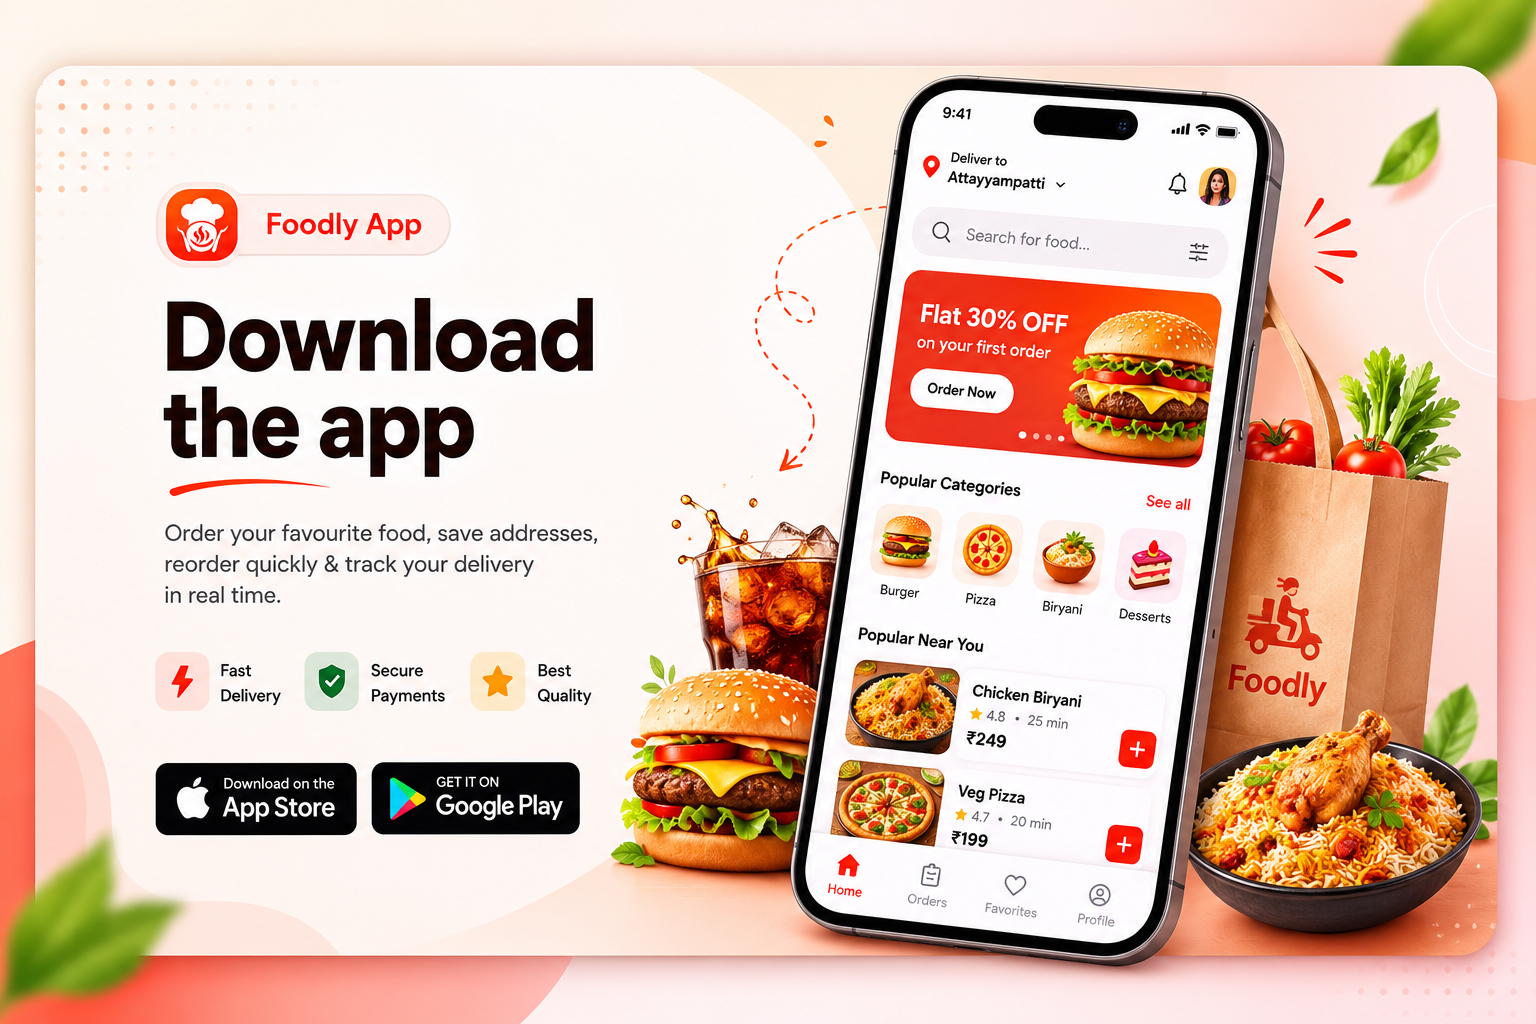 Foodly App
Download
the app
Order your favourite food, save addresses,
reorder quickly & track your delivery
in real time.
Fast
Delivery
Secure
Payments
Best
Quality
Download on the
App Store
GET IT ON
Google Play
9:41
Deliver to
Attayyampatti
Search for food...
Flat 30% OFF
on your first order
Order Now
Popular Categories
See all
Burger
Pizza
Biryani
Desserts
Popular Near You
Chicken Biryani
4.8 • 25 min
₹249
Veg Pizza
4.7 • 20 min
₹199
Home
Orders
Favorites
Profile
Foodly